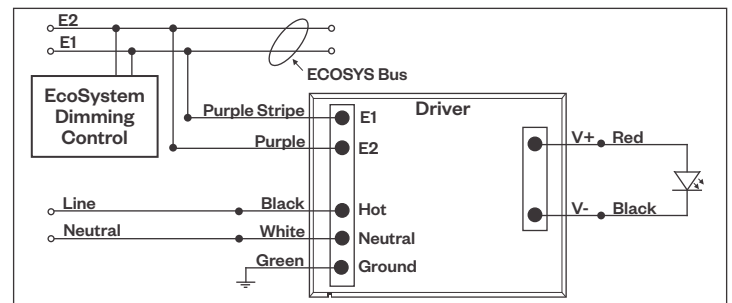 E2
E1
ECOSYS Bus
EcoSystem
Dimming
Control
Driver
Purple Stripe
E1
Purple
E2
V+
Red
Line
Black
Hot
V-
Black
Neutral
White
Neutral
Green
Ground